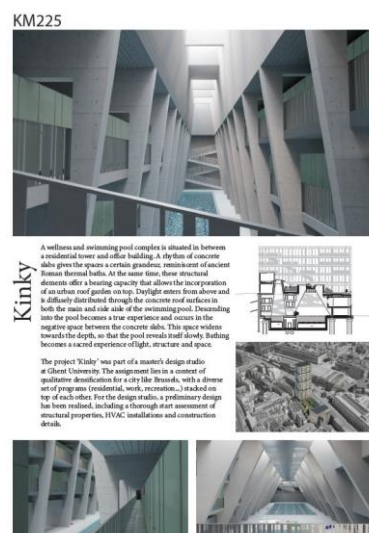 KM225
Kinky
A wellness and swimming pool complex is situated in between
a residential tower and office building. A rhythm of concrete
slabs gives the spaces a certain grandeur, reminiscent of ancient
Roman thermal baths. At the same time, these structural
elements offer a bearing capacity that allows the incorporation
of an urban roof garden on top. Daylight enters from above and
is diffusely distributed through the concrete roof surfaces in
both the main and side aisle of the swimming pool. Descending
into the pool becomes a true experience and occurs in the
negative space between the concrete slabs. This space widens
towards the depth, so that the pool reveals itself slowly. Bathing
becomes a sacred experience of light, structure and space.
The project 'Kinky' was part of a master's design studio
at Ghent University. The assignment lies in a context of
qualitative densification for a city like Brussels, with a diverse
set of programs (residential, work, recreation...) stacked on
top of each other. For the design studio, a preliminary design
has been realised, including a thorough start assessment of
structural properties, HVAC installations and construction
details.